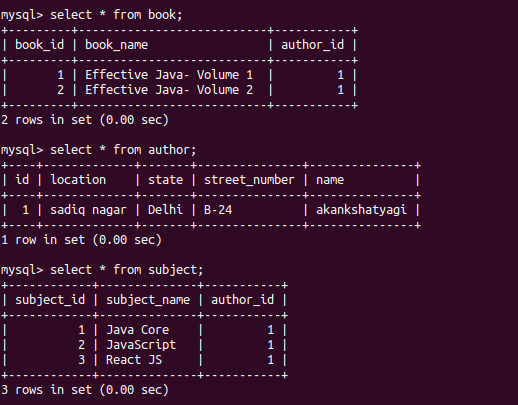 mysql> select * from book;
+---------+-------------------------+-----------+
| book_id | book_name               | author_id |
+---------+-------------------------+-----------+
|       1 | Effective Java- Volume 1  |         1 |
|       2 | Effective Java- Volume 2  |         1 |
+---------+-------------------------+-----------+
2 rows in set (0.00 sec)

mysql> select * from author;
+----+-------------+-------+---------------+---------------+
| id | location    | state | street_number | name          |
+----+-------------+-------+---------------+---------------+
|  1 | sadiq nagar | Delhi | B-24          | akankshatyagi |
+----+-------------+-------+---------------+---------------+
1 row in set (0.00 sec)

mysql> select * from subject;
+------------+--------------+-----------+
| subject_id | subject_name | author_id |
+------------+--------------+-----------+
|          1 | Java Core    |         1 |
|          2 | JavaScript   |         1 |
|          3 | React JS     |         1 |
+------------+--------------+-----------+
3 rows in set (0.00 sec)